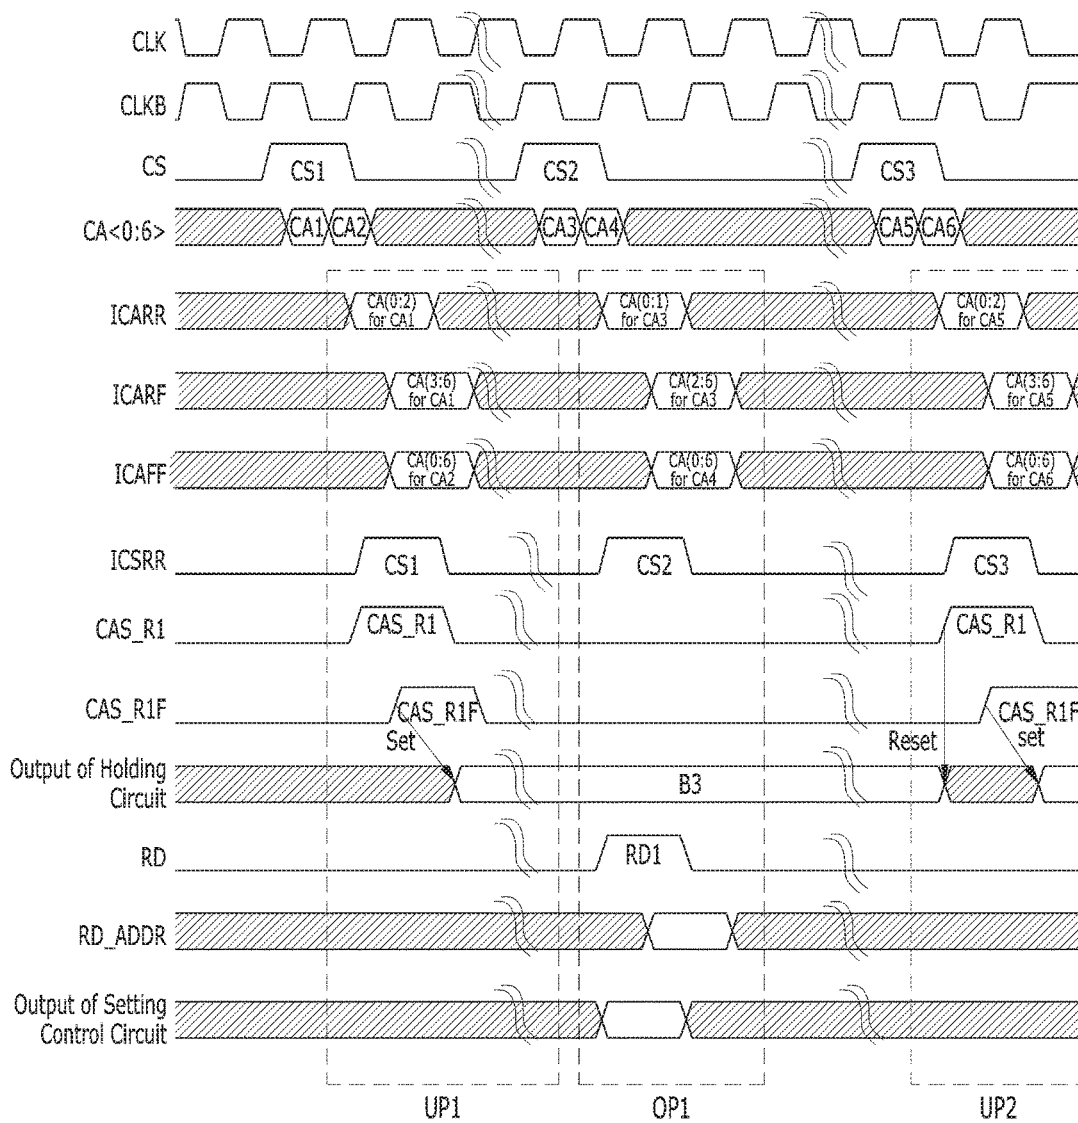 CLK
CLKB
CS CS1 CS2 CS3
CA<0:6> CA1 CA2 CA3 CA4 CA5 CA6
ICARR CA(0:2) CA(0:1) CA(0:2)
for CA1 for CA3 for CA5
ICARF CA(3:6) CA(2:6) CA(3:6)
for CA1 for CA3 for CA5
ICAFF CA(0:6) CA(0:6) CA(0:6)
for CA2 for CA4 for CA6
ICSRR CS1 CS2 CS3
CAS_R1 CAS_R1 CAS_R1
CAS_R1F CAS_R1F CAS_R1F
Set Reset set
Output of Holding
Circuit B3
RD RD1
RD_ADDR
Output of Setting
Control Circuit
UP1 OP1 UP2